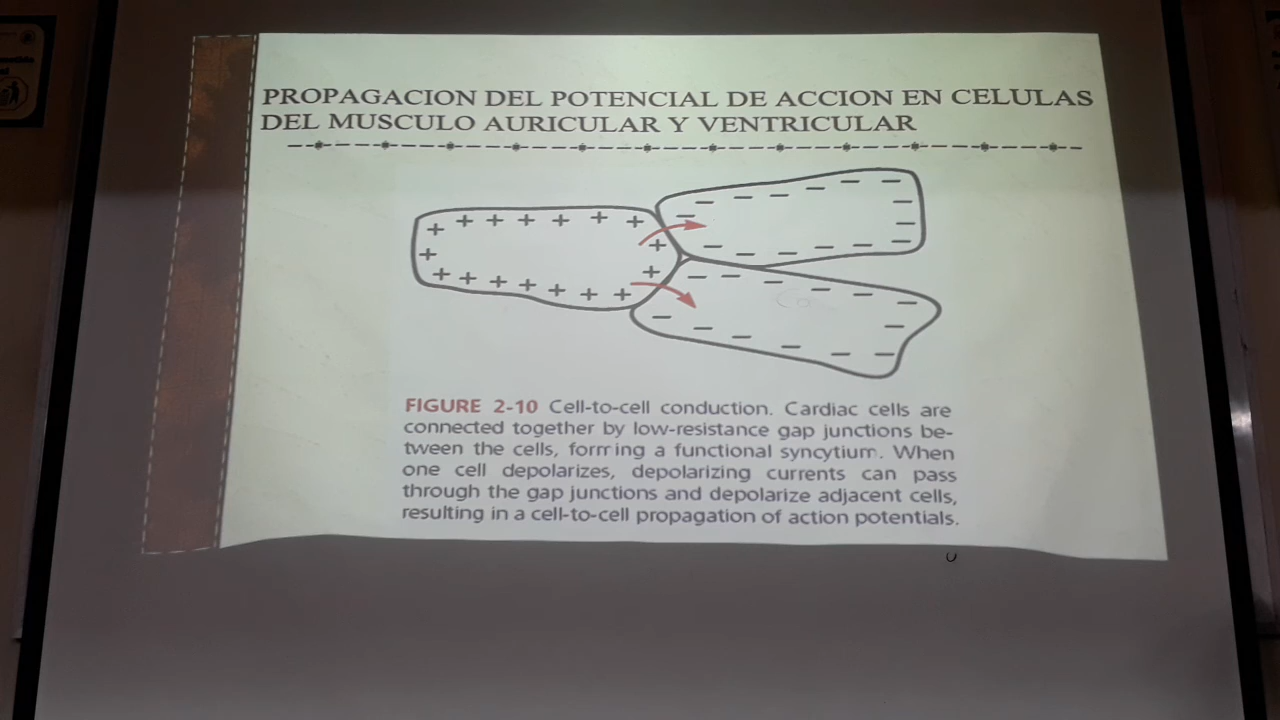 PROPAGACION DEL POTENCIAL DE ACCION EN CELULAS
DEL MUSCULO AURICULAR Y VENTRICULAR
FIGURE 2-10 Cell-to-cell conduction. Cardiac cells are
connected together by low-resistance gap junctions be-
tween the cells, forming a functional syncytium. When
one cell depolarizes, depolarizing currents can pass
through the gap junctions and depolarize adjacent cells,
resulting in a cell-to-cell propagation of action potentials.